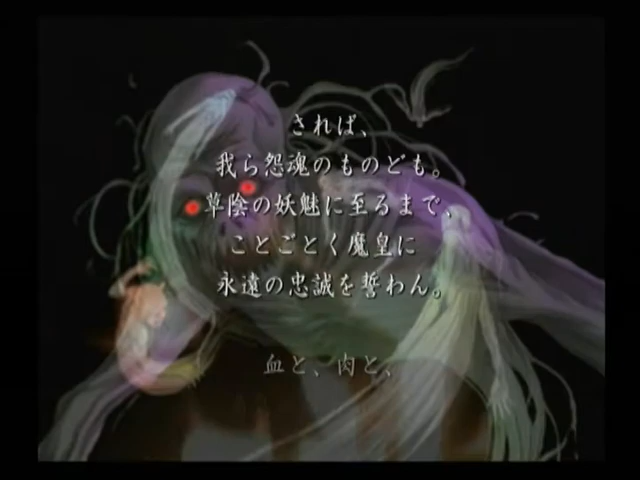 されば、
我ら怨魂のものども。
草陰の妖魅に至るまで、
ことごとく魔皇に
永遠の忠誠を誓わん。
血と、肉と、